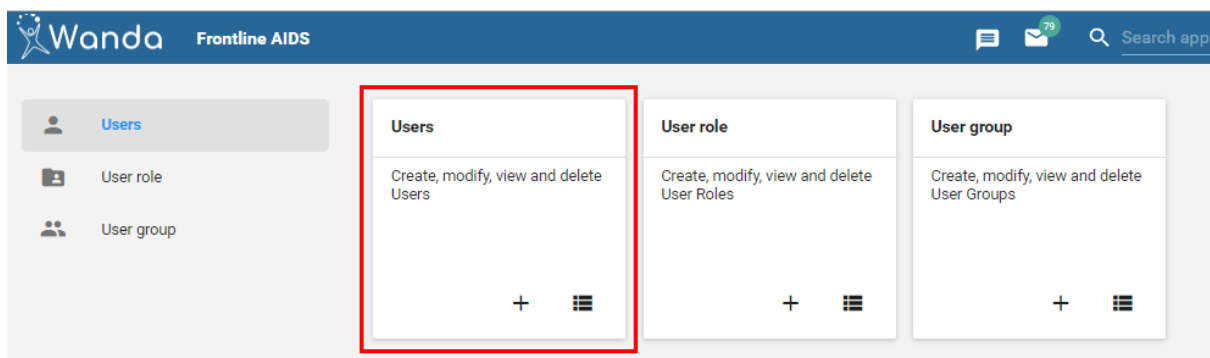 Wanda Frontline AIDS 79 Search app
Users
User role
User group
Users
Create, modify, view and delete
Users
User role
Create, modify, view and delete
User Roles
User group
Create, modify, view and delete
User Groups